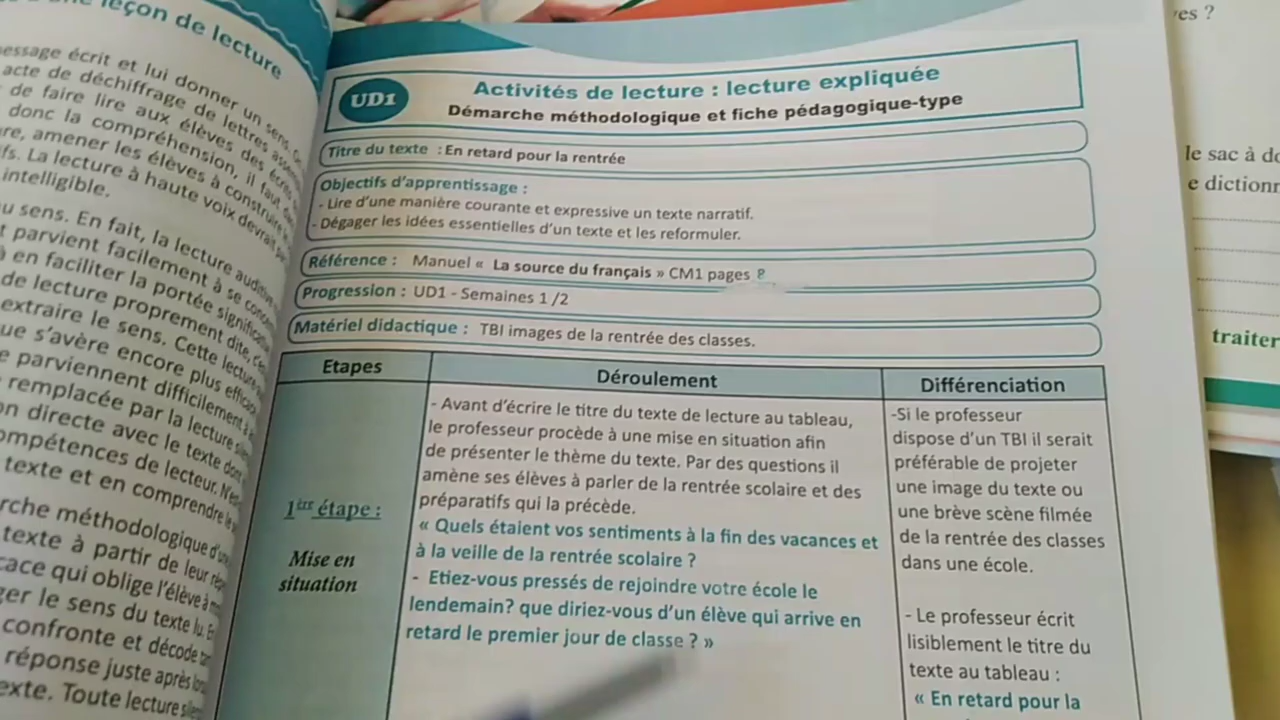 leçon de lecture
message écrit et lui donner un sens.
acte de déchiffrage de lettres
de faire lire aux élèves des écrits
donc la compréhension, il faut
amener les élèves à construire
La lecture à haute voix
intelligible.
sens. En fait, la lecture
parvient facilement à se
en faciliter la portée
de lecture proprement dite,
extraire le sens. Cette lecture
que s'avère encore plus
parviennent difficilement à
remplacée par la lecture
directe avec le texte dont
compétences de lecteur.
texte et en comprendre le
méthodologique
texte à partir de leur
qui oblige l'élève à
le sens du texte lu.
confronte et décode
réponse juste après
texte. Toute lecture
UD1
Activités de lecture : lecture expliquée
Démarche méthodologique et fiche pédagogique-type
Titre du texte : En retard pour la rentrée
Objectifs d'apprentissage :
- Lire d'une manière courante et expressive un texte narratif.
- Dégager les idées essentielles d'un texte et les reformuler.
Référence : Manuel « La source du français » CM1 pages
Progression : UD1 - Semaines 1 /2
Matériel didactique : TBI images de la rentrée des classes.
Etapes
Déroulement
Différenciation
1ère étape :
Mise en
situation
- Avant d'écrire le titre du texte de lecture au tableau,
le professeur procède à une mise en situation afin
de présenter le thème du texte. Par des questions il
amène ses élèves à parler de la rentrée scolaire et des
préparatifs qui la précède.
« Quels étaient vos sentiments à la fin des vacances et
à la veille de la rentrée scolaire ?
- Etiez-vous pressés de rejoindre votre école le
lendemain? que diriez-vous d'un élève qui arrive en
retard le premier jour de classe ? »
-Si le professeur
dispose d'un TBI il serait
préférable de projeter
une image du texte ou
une brève scène filmée
de la rentrée des classes
dans une école.
- Le professeur écrit
lisiblement le titre du
texte au tableau :
« En retard pour la
?
le sac à
traiter